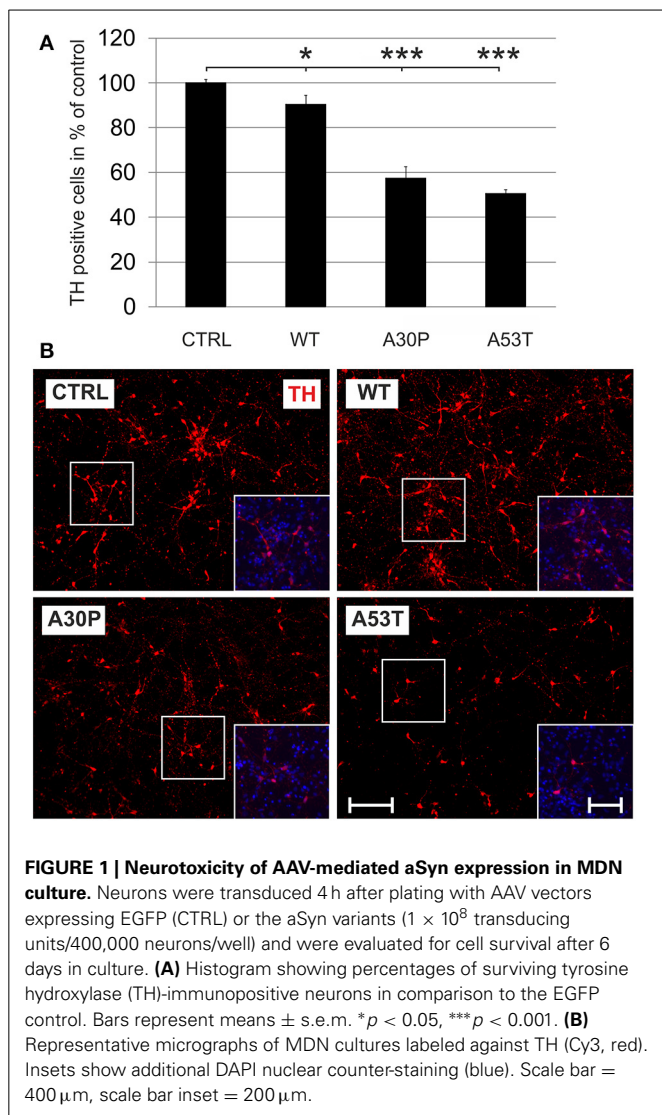 A
TH positive cells in % of control
120
100
80
60
40
20
0
* *** ***
CTRL WT A30P A53T
B
CTRL TH WT
A30P A53T
FIGURE 1 | Neurotoxicity of AAV-mediated aSyn expression in MDN
culture. Neurons were transduced 4 h after plating with AAV vectors
expressing EGFP (CTRL) or the aSyn variants (1 × 10⁸ transducing
units/400,000 neurons/well) and were evaluated for cell survival after 6
days in culture. (A) Histogram showing percentages of surviving tyrosine
hydroxylase (TH)-immunopositive neurons in comparison to the EGFP
control. Bars represent means ± s.e.m. *p < 0.05, ***p < 0.001. (B)
Representative micrographs of MDN cultures labeled against TH (Cy3, red).
Insets show additional DAPI nuclear counter-staining (blue). Scale bar =
400 μm, scale bar inset = 200 μm.